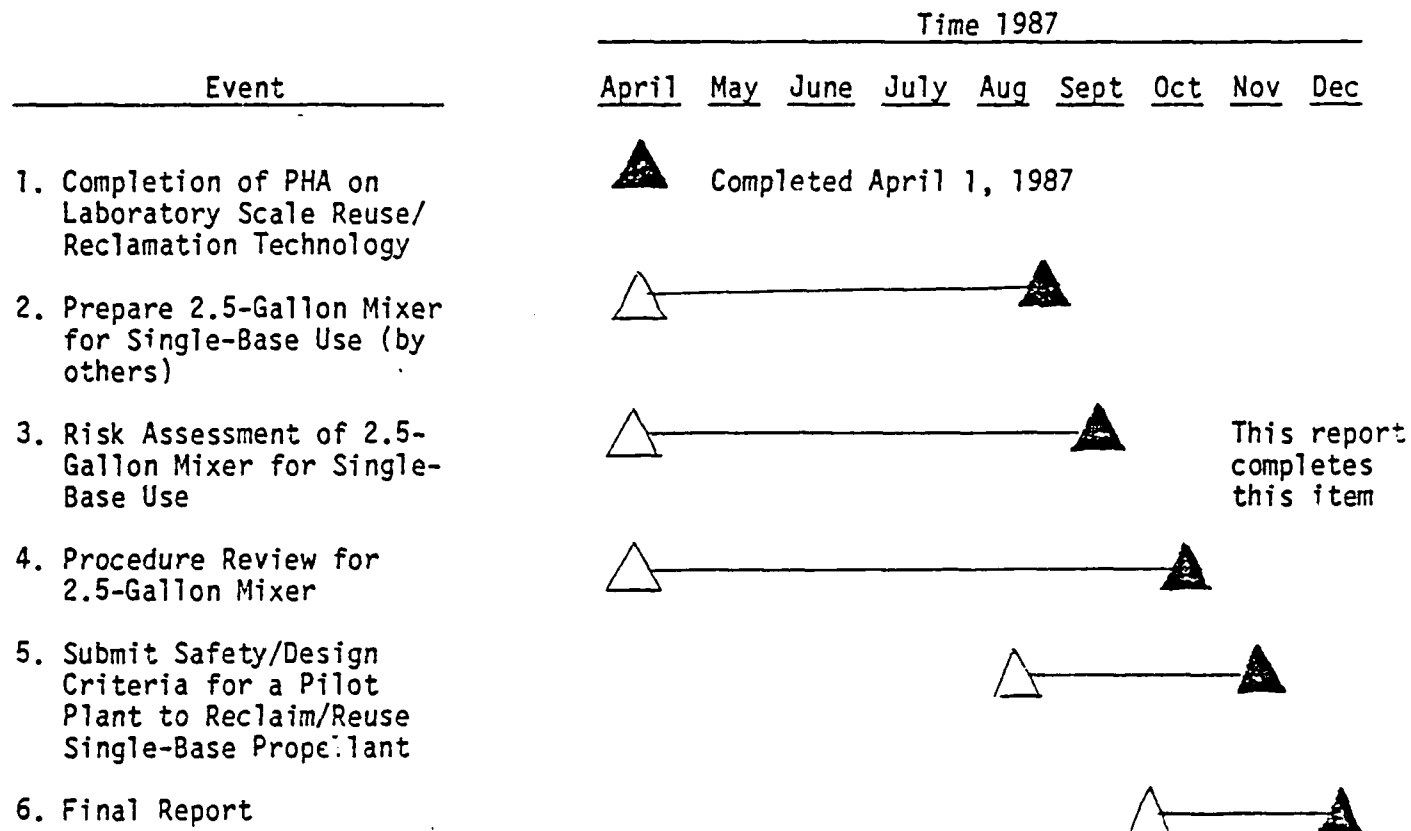 Time 1987
Event April May June July Aug Sept Oct Nov Dec
1. Completion of PHA on
Laboratory Scale Reuse/
Reclamation Technology
Completed April 1, 1987
2. Prepare 2.5-Gallon Mixer
for Single-Base Use (by
others)
3. Risk Assessment of 2.5-
Gallon Mixer for Single-
Base Use
This report
completes
this item
4. Procedure Review for
2.5-Gallon Mixer
5. Submit Safety/Design
Criteria for a Pilot
Plant to Reclaim/Reuse
Single-Base Propellant
6. Final Report